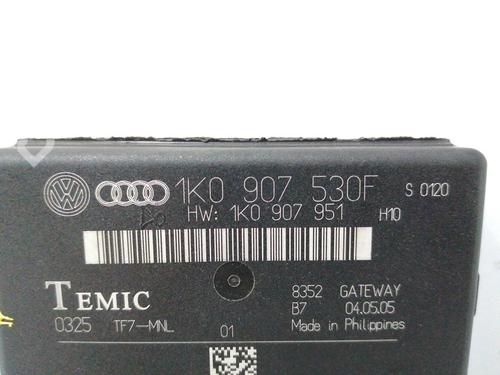 1K0 907 530F S 0120
HW: 1K0 907 951 H10
TEMIC
8352 GATEWAY
B7 04.05.05
0325 TF7-MNL 01
Made in Philippines